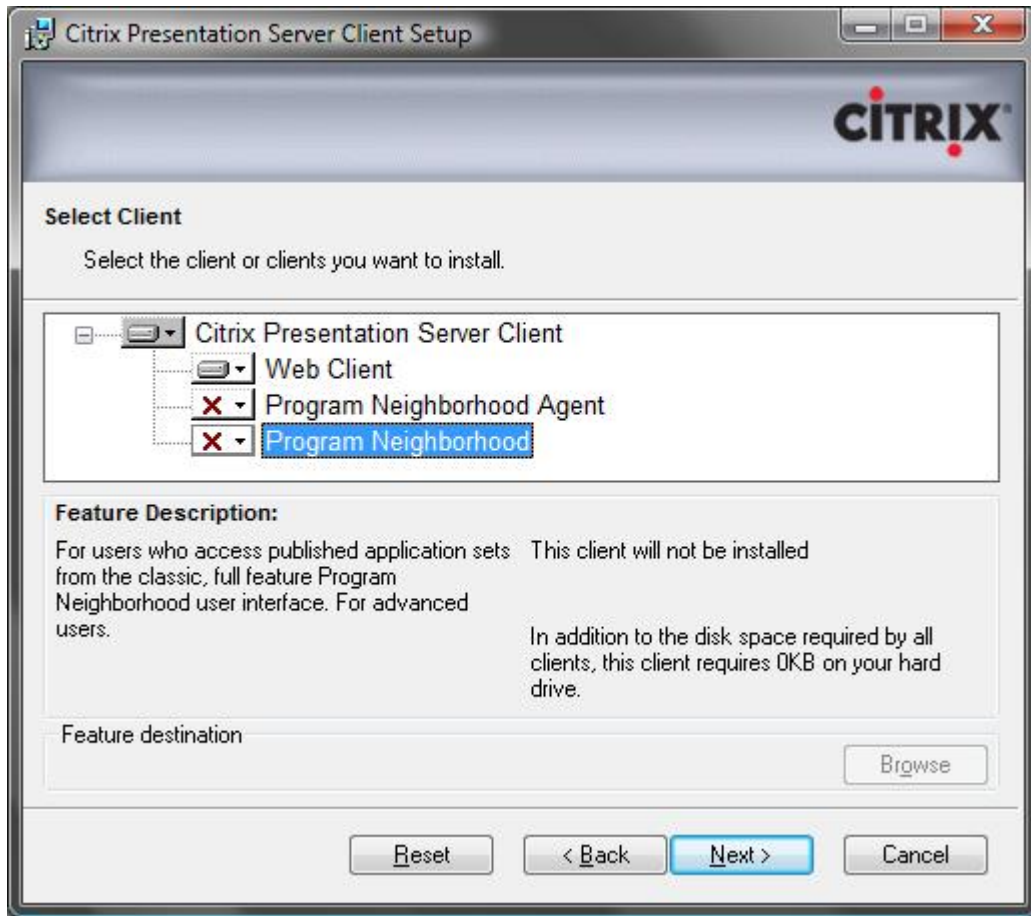 Citrix Presentation Server Client Setup
CITRIX
Select Client
Select the client or clients you want to install.
Citrix Presentation Server Client
Web Client
Program Neighborhood Agent
Program Neighborhood
Feature Description:
For users who access published application sets
from the classic, full feature Program
Neighborhood user interface. For advanced
users.
This client will not be installed
In addition to the disk space required by all
clients, this client requires 0KB on your hard
drive.
Feature destination
Browse
Reset
< Back
Next >
Cancel